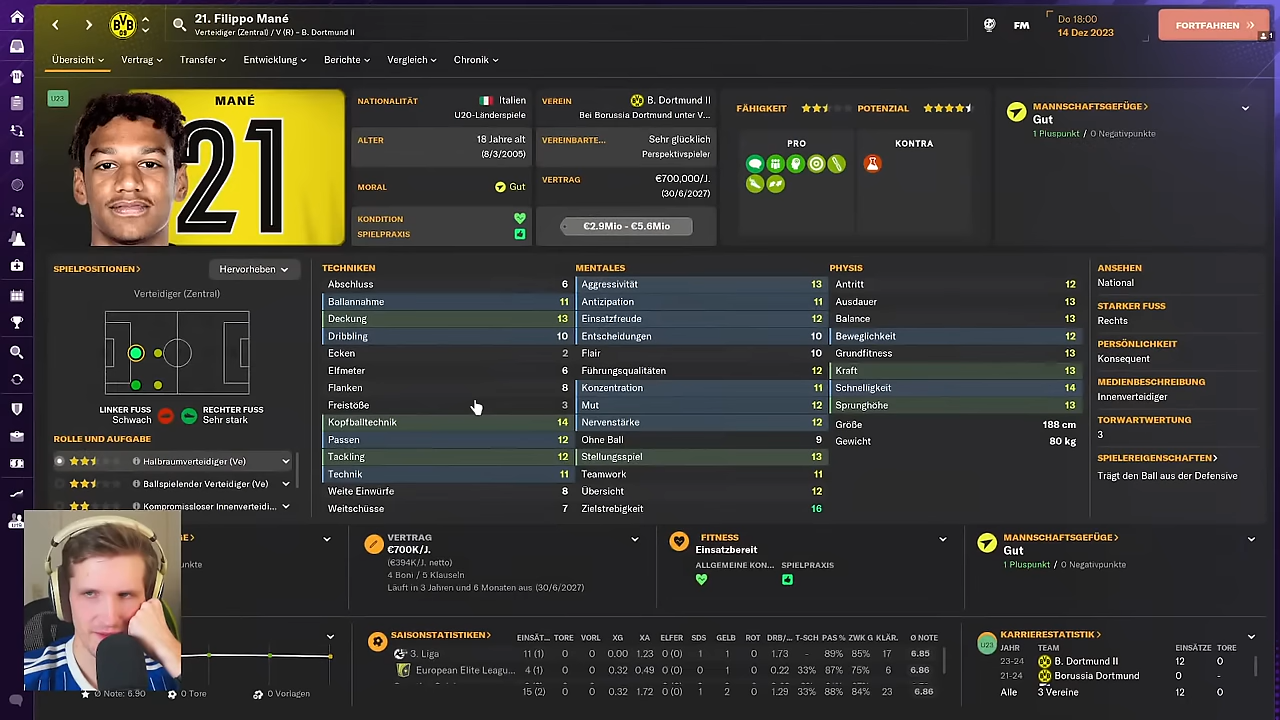 21. Filippo Mané
Verteidiger (Zentral) / V (R) - B. Dortmund II
FM
Do 18:00
14 Dez 2023
FORTFAHREN
1
Übersicht
Vertrag
Transfer
Entwicklung
Berichte
Vergleich
Chronik
U23
MANÉ
21
NATIONALITÄT
Italien
U20-Länderspiele
ALTER
18 Jahre alt
(8/3/2005)
MORAL
Gut
KONDITION
SPIELPRAXIS
VEREIN
B. Dortmund II
Bei Borussia Dortmund unter V...
VEREINBARTE...
Sehr glücklich
Perspektivspieler
VERTRAG
€700,000/J.
(30/6/2027)
€2.9Mio - €5.6Mio
FÄHIGKEIT
POTENZIAL
PRO
KONTRA
MANNSCHAFTSGEFÜGE
Gut
1 Pluspunkt / 0 Negativpunkte
SPIELPOSITIONEN
Hervorheben
Verteidiger (Zentral)
LINKER FUSS
Schwach
RECHTER FUSS
Sehr stark
ROLLE UND AUFGABE
Halbraumverteidiger (Ve)
Ballspielender Verteidiger (Ve)
Kompromissloser Innenverteidi...
TECHNIKEN
Abschluss 6
Ballannahme 11
Deckung 13
Dribbling 10
Ecken 2
Elfmeter 6
Flanken 8
Freistöße 3
Kopfballtechnik 14
Passen 12
Tackling 12
Technik 11
Weite Einwürfe 8
Weitschüsse 7
MENTALES
Aggressivität 13
Antizipation 11
Einsatzfreude 12
Entscheidungen 10
Flair 10
Führungsqualitäten 12
Konzentration 11
Mut 12
Nervenstärke 12
Ohne Ball 9
Stellungsspiel 13
Teamwork 11
Übersicht 12
Zielstrebigkeit 16
PHYSIS
Antritt 12
Ausdauer 13
Balance 13
Beweglichkeit 12
Grundfitness 13
Kraft 13
Schnelligkeit 14
Sprunghöhe 13
Größe 188 cm
Gewicht 80 kg
ANSEHEN
National
STARKER FUSS
Rechts
PERSÖNLICHKEIT
Konsequent
MEDIENBESCHREIBUNG
Innenverteidiger
TORWARTWERTUNG
3
SPIELEREIGENSCHAFTEN
Trägt den Ball aus der Defensive
VERTRAG
€700K/J.
(€394K/J. netto)
4 Boni / 5 Klauseln
Läuft in 3 Jahren und 6 Monaten aus (30/6/2027)
FITNESS
Einsatzbereit
ALLGEMEINE KON... SPIELPRAXIS
MANNSCHAFTSGEFÜGE
Gut
1 Pluspunkt / 0 Negativpunkte
Ø Note: 6.90 0 Tore 0 Vorlagen
SAISONSTATISTIKEN
EINSÄT... TORE VORL XG XA ELFER SDS GELB ROT DRB/... T-SCH PAS % ZWK G KLÄR. Ø NOTE
3. Liga 11 (1) 0 0 0.00 1.23 0 (0) 0 1 0 1.73 - 89% 85% 17 6.85
European Elite Leagu... 4 (1) 0 0 0.32 0.49 0 (0) 1 1 0 0.22 33% 87% 75% 6 6.86
15 (2) 0 0 0.32 1.72 0 (0) 1 2 0 1.29 33% 88% 84% 23 6.86
U23
KARRIERESTATISTIK
JAHR TEAM EINSÄTZE TORE
23-24 B. Dortmund II 12 0
21-24 Borussia Dortmund 0 -
Alle 3 Vereine 12 0